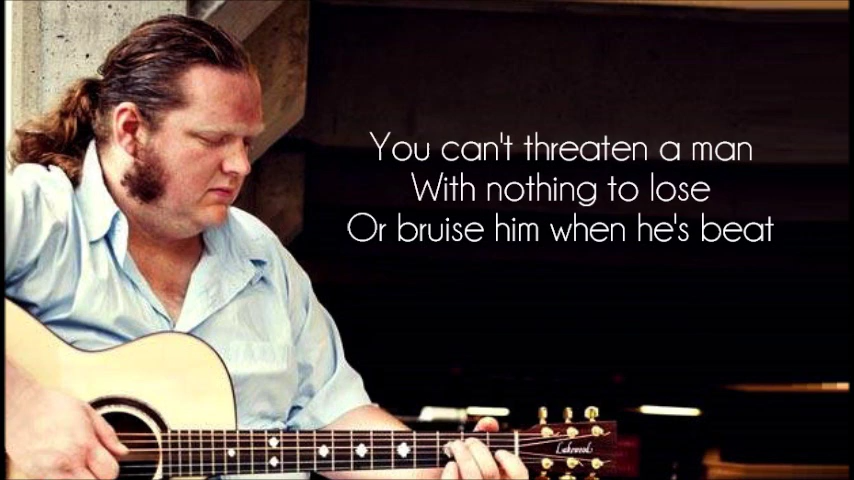 You can't threaten a man
With nothing to lose
Or bruise him when he's beat
Lakewood